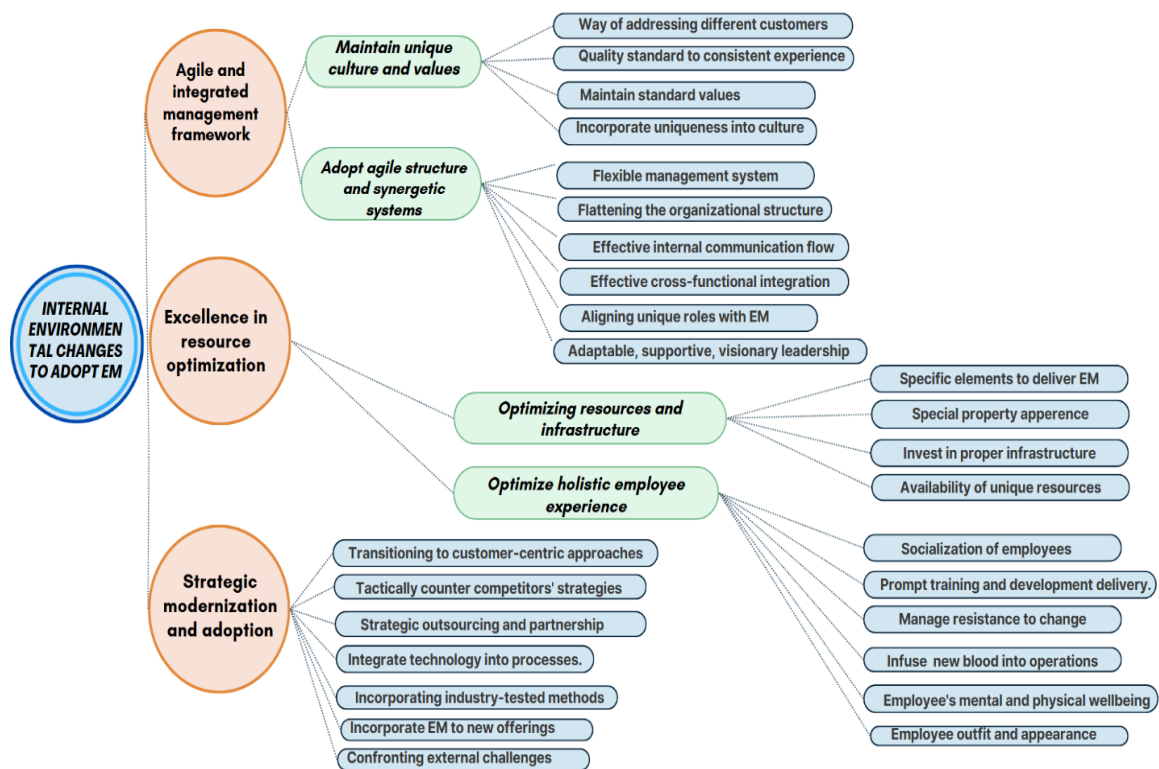 INTERNAL
ENVIRONMEN
TAL CHANGES
TO ADOPT EM
Agile and
integrated
management
framework
Maintain unique
culture and values
Way of addressing different customers
Quality standard to consistent experience
Maintain standard values
Incorporate uniqueness into culture
Adopt agile structure
and synergetic
systems
Flexible management system
Flattening the organizational structure
Effective internal communication flow
Effective cross-functional integration
Aligning unique roles with EM
Adaptable, supportive, visionary leadership
Excellence in
resource
optimization
Optimizing resources and
infrastructure
Specific elements to deliver EM
Special property apperence
Invest in proper infrastructure
Availability of unique resources
Optimize holistic employee
experience
Socialization of employees
Prompt training and development delivery.
Manage resistance to change
Infuse new blood into operations
Employee's mental and physical wellbeing
Employee outfit and appearance
Strategic
modernization
and adoption
Transitioning to customer-centric approaches
Tactically counter competitors' strategies
Strategic outsourcing and partnership
Integrate technology into processes.
Incorporating industry-tested methods
Incorporate EM to new offerings
Confronting external challenges